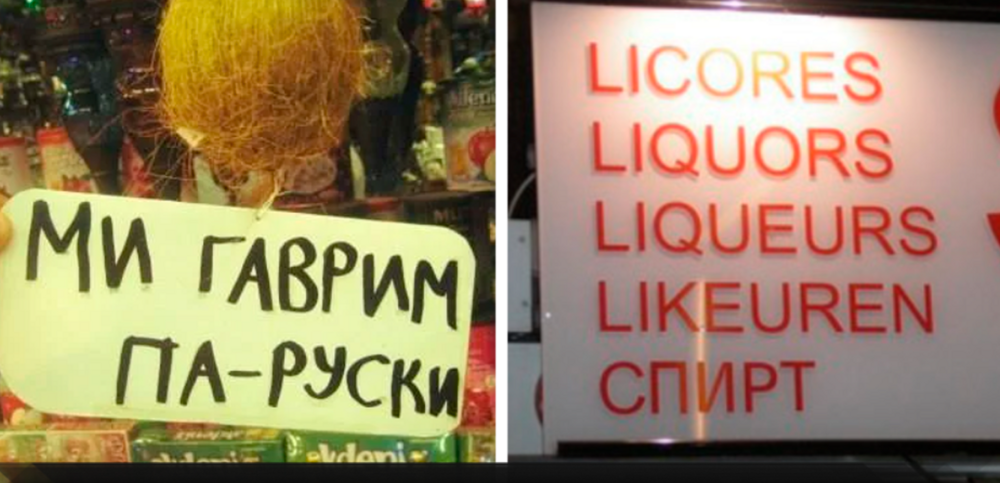 МИ ГАВРИМ
ПА-РУСКИ
LICORES
LIQUORS
LIQUEURS
LIKEUREN
СПИРТ